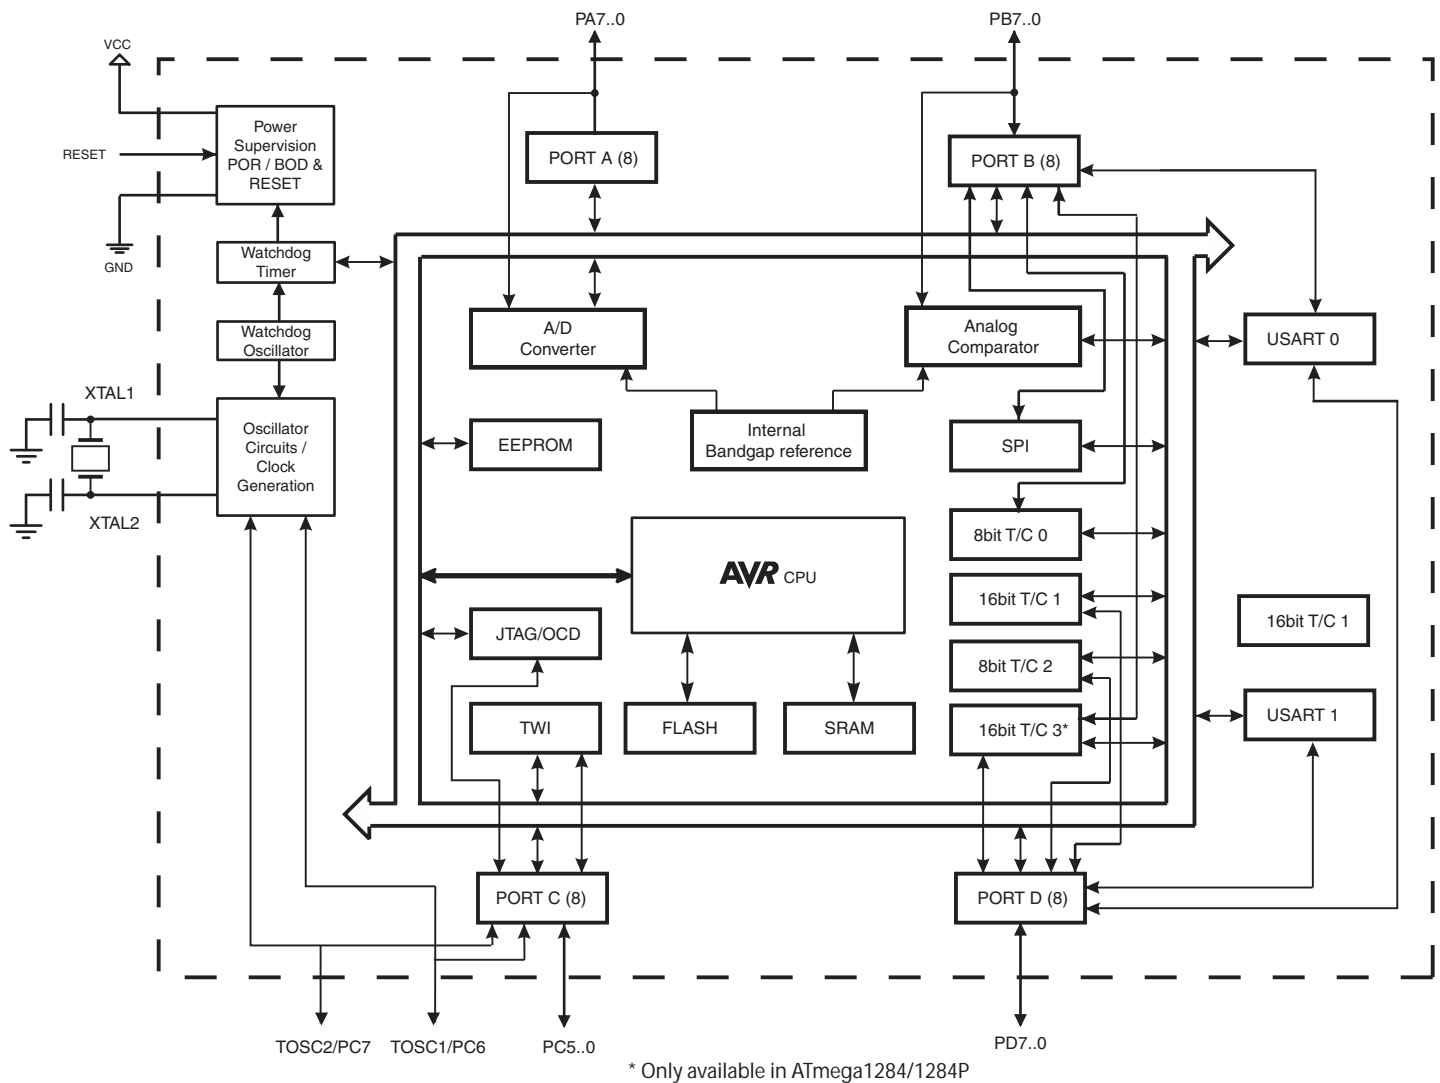 PA7..0
PB7..0
VCC
RESET
GND
Power
Supervision
POR / BOD &
RESET
PORT A (8)
PORT B (8)
Watchdog
Timer
Watchdog
Oscillator
XTAL1
XTAL2
Oscillator
Circuits /
Clock
Generation
A/D
Converter
Analog
Comparator
USART 0
Internal
Bandgap reference
EEPROM
SPI
8bit T/C 0
AVR CPU
16bit T/C 1
16bit T/C 1
JTAG/OCD
8bit T/C 2
TWI
FLASH
SRAM
16bit T/C 3*
USART 1
PORT C (8)
PORT D (8)
TOSC2/PC7
TOSC1/PC6
PC5..0
PD7..0
* Only available in ATmega1284/1284P